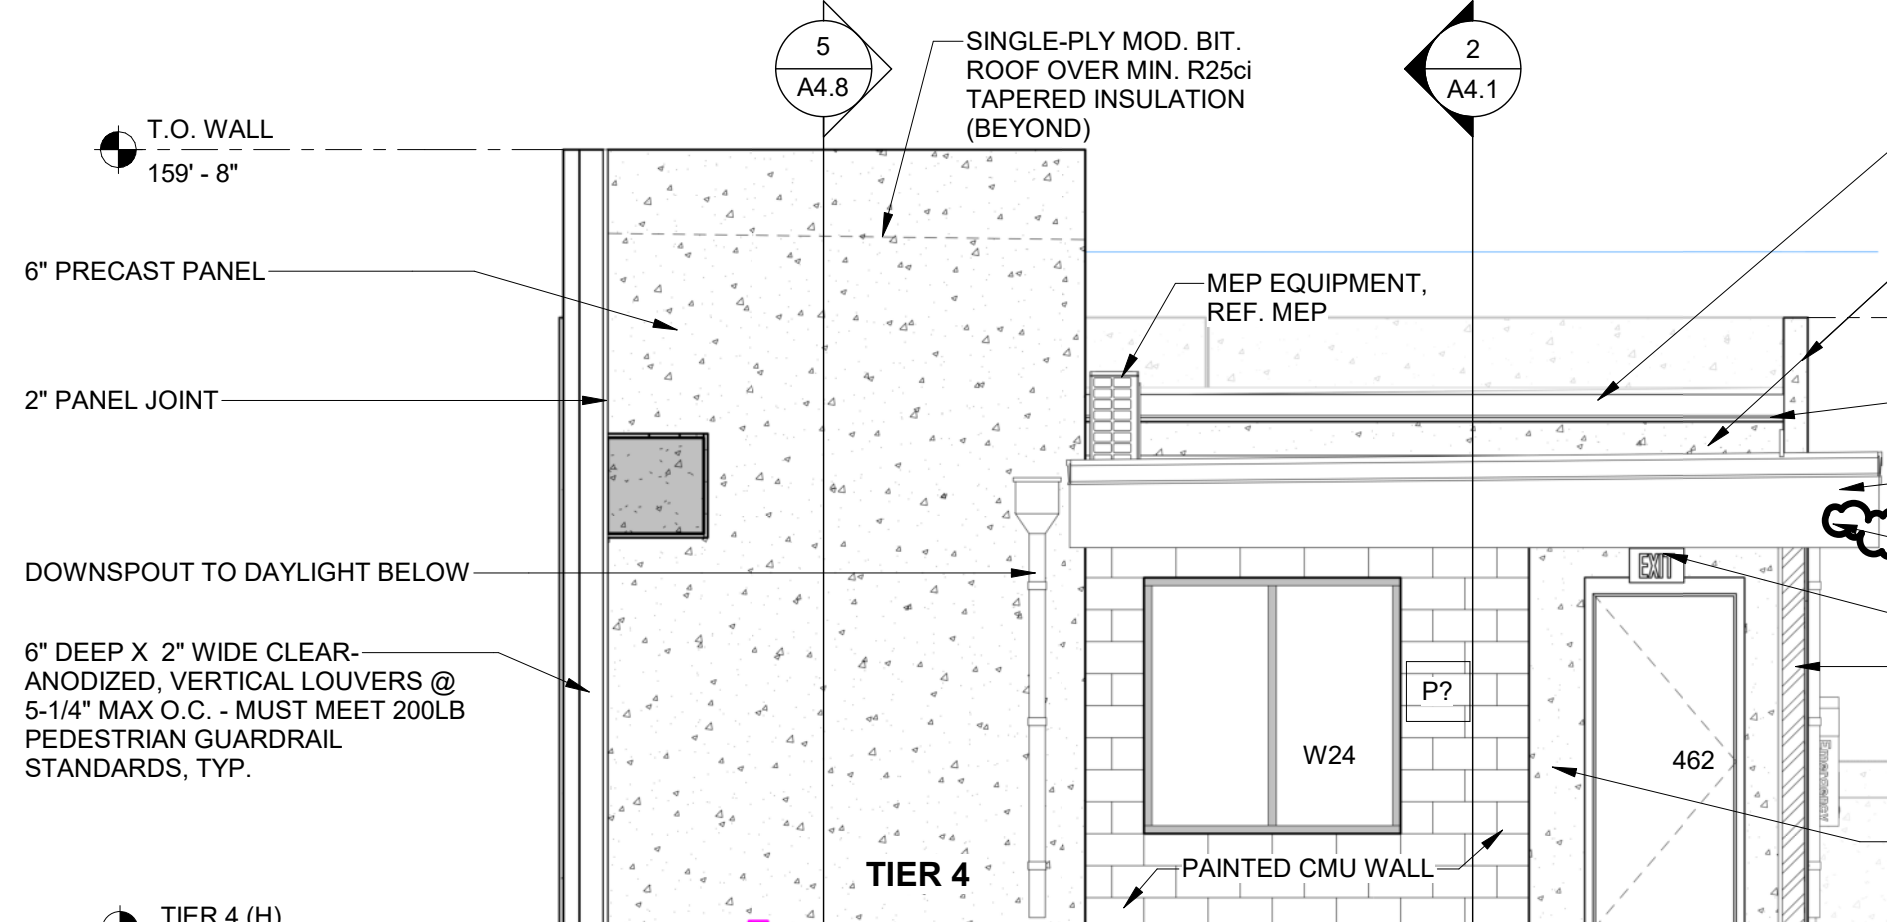 5
A4.8
SINGLE-PLY MOD. BIT.
ROOF OVER MIN. R25ci
TAPERED INSULATION
(BEYOND)
2
A4.1
T.O. WALL
159' - 8"
6" PRECAST PANEL
MEP EQUIPMENT,
REF. MEP
2" PANEL JOINT
DOWNSPOUT TO DAYLIGHT BELOW
EXIT
6" DEEP X  2" WIDE CLEAR-
ANODIZED, VERTICAL LOUVERS @
5-1/4" MAX O.C. - MUST MEET 200LB
PEDESTRIAN GUARDRAIL
STANDARDS, TYP.
P?
W24
462
Emergency
TIER 4
PAINTED CMU WALL
TIER 4 (H)